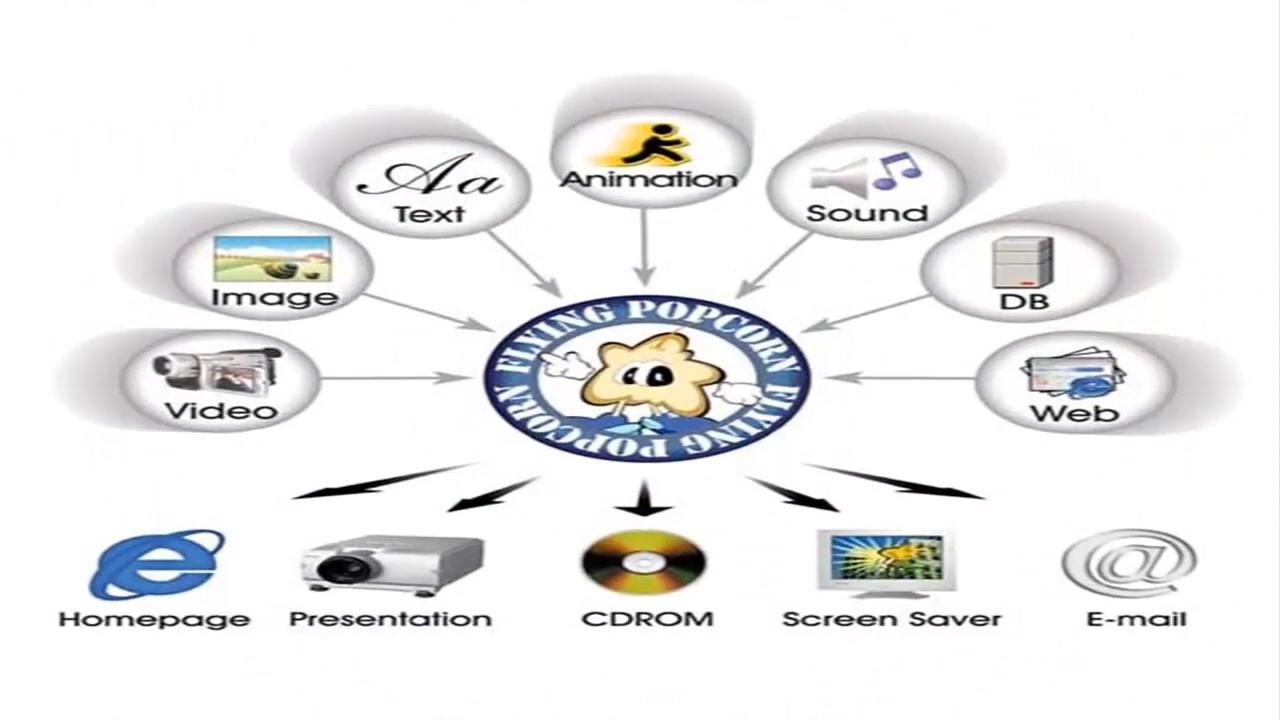 Animation
Aa
Text
Sound
Image
DB
Video
Web
FLYING POPCORN FLYING POPCORN
Homepage
Presentation
CDROM
Screen Saver
E-mail